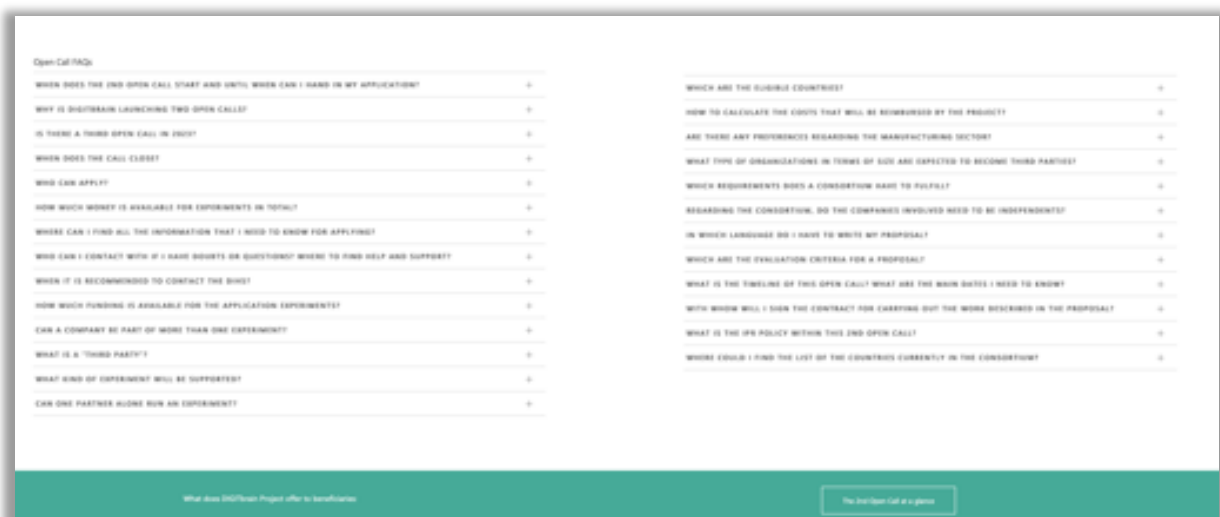 Open Call FAQs
WHEN DOES THE 2ND OPEN CALL START AND UNTIL WHEN CAN I HAND IN MY APPLICATION?
WHY IS DIGITBRAIN LAUNCHING TWO OPEN CALLS?
IS THERE A THIRD OPEN CALL IN 2023?
WHEN DOES THE CALL CLOSE?
WHO CAN APPLY?
HOW MUCH MONEY IS AVAILABLE FOR EXPERIMENTS IN TOTAL?
WHERE CAN I FIND ALL THE INFORMATION THAT I NEED TO KNOW FOR APPLYING?
WHO CAN I CONTACT WITH IF I HAVE DOUBTS OR QUESTIONS? WHERE TO FIND HELP AND SUPPORT?
WHEN IT IS RECOMMENDED TO CONTACT THE DIHS?
HOW MUCH FUNDING IS AVAILABLE FOR THE APPLICATION EXPERIMENTS?
CAN A COMPANY BE PART OF MORE THAN ONE EXPERIMENT?
WHAT IS A "THIRD PARTY"?
WHAT KIND OF EXPERIMENT WILL BE SUPPORTED?
CAN ONE PARTNER ALONE RUN AN EXPERIMENT?
WHICH ARE THE ELIGIBLE COUNTRIES?
HOW TO CALCULATE THE COSTS THAT WILL BE REIMBURSED BY THE PROJECT?
ARE THERE ANY PREFERENCES REGARDING THE MANUFACTURING SECTOR?
WHAT TYPE OF ORGANIZATIONS IN TERMS OF SIZE ARE EXPECTED TO BECOME THIRD PARTIES?
WHICH REQUIREMENTS DOES A CONSORTIUM HAVE TO FULFILL?
REGARDING THE CONSORTIUM, DO THE COMPANIES INVOLVED NEED TO BE INDEPENDENTS?
IN WHICH LANGUAGE DO I HAVE TO WRITE MY PROPOSAL?
WHICH ARE THE EVALUATION CRITERIA FOR A PROPOSAL?
WHAT IS THE TIMELINE OF THIS OPEN CALL? WHAT ARE THE MAIN DATES I NEED TO KNOW?
WITH WHOM WILL I SIGN THE CONTRACT FOR CARRYING OUT THE WORK DESCRIBED IN THE PROPOSAL?
WHAT IS THE IPR POLICY WITHIN THIS 2ND OPEN CALL?
WHERE COULD I FIND THE LIST OF THE COUNTRIES CURRENTLY IN THE CONSORTIUM?
What does DIGITbrain Project offer to beneficiaries
The 2nd Open Call at a glance